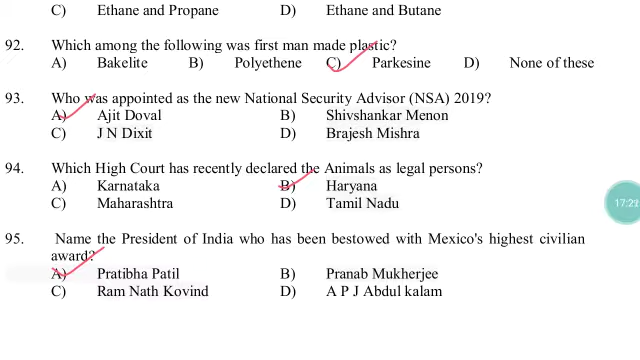 C) Ethane and Propane D) Ethane and Butane
92. Which among the following was first man made plastic?
A) Bakelite B) Polyethene C) Parkesine D) None of these
93. Who was appointed as the new National Security Advisor (NSA) 2019?
A) Ajit Doval B) Shivshankar Menon
C) J N Dixit D) Brajesh Mishra
94. Which High Court has recently declared the Animals as legal persons?
A) Karnataka B) Haryana
C) Maharashtra D) Tamil Nadu
17:22
95. Name the President of India who has been bestowed with Mexico's highest civilian
award?
A) Pratibha Patil B) Pranab Mukherjee
C) Ram Nath Kovind D) A P J Abdul kalam